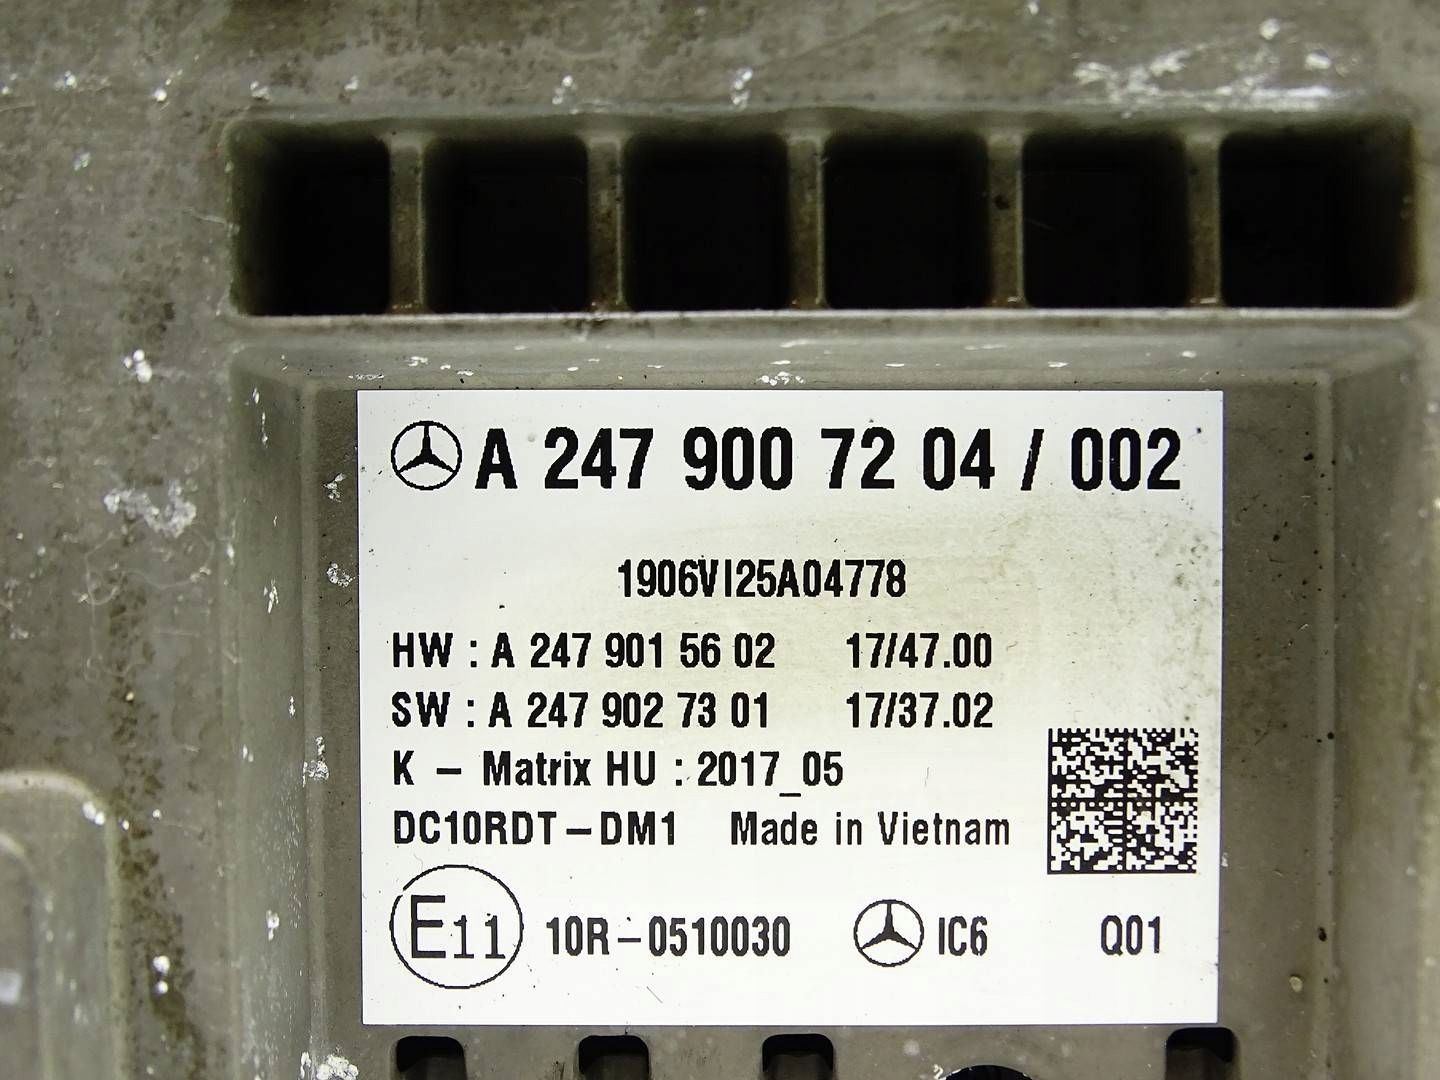 A 247 900 72 04 / 002
1906VI25A04778
HW : A 247 901 56 02 17/47.00
SW : A 247 902 73 01 17/37.02
K - Matrix HU : 2017_05
DC10RDT-DM1 Made in Vietnam
E11 10R-0510030 IC6 Q01